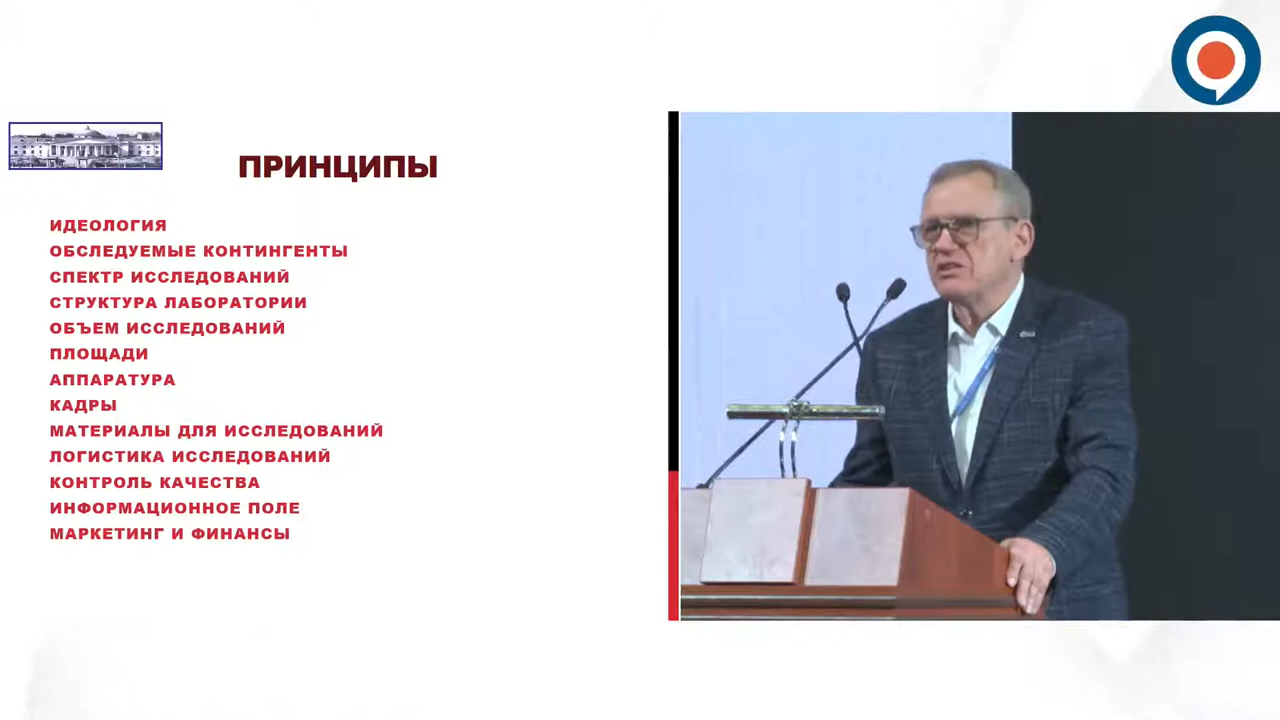 ПРИНЦИПЫ
ИДЕОЛОГИЯ
ОБСЛЕДУЕМЫЕ КОНТИНГЕНТЫ
СПЕКТР ИССЛЕДОВАНИЙ
СТРУКТУРА ЛАБОРАТОРИИ
ОБЪЕМ ИССЛЕДОВАНИЙ
ПЛОЩАДИ
АППАРАТУРА
КАДРЫ
МАТЕРИАЛЫ ДЛЯ ИССЛЕДОВАНИЙ
ЛОГИСТИКА ИССЛЕДОВАНИЙ
КОНТРОЛЬ КАЧЕСТВА
ИНФОРМАЦИОННОЕ ПОЛЕ
МАРКЕТИНГ И ФИНАНСЫ